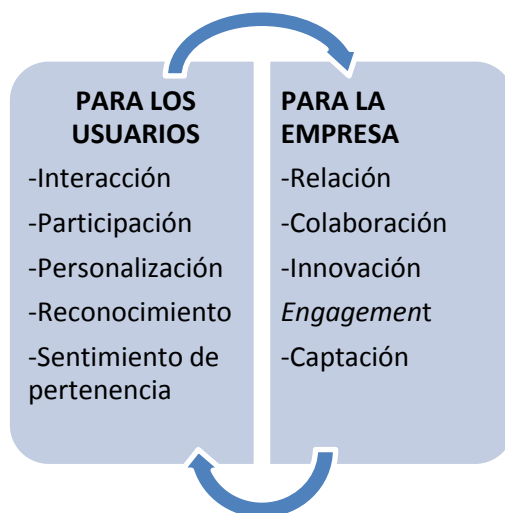 PARA LOS
USUARIOS
-Interacción
-Participación
-Personalización
-Reconocimiento
-Sentimiento de
pertenencia
PARA LA
EMPRESA
-Relación
-Colaboración
-Innovación
Engagement
-Captación